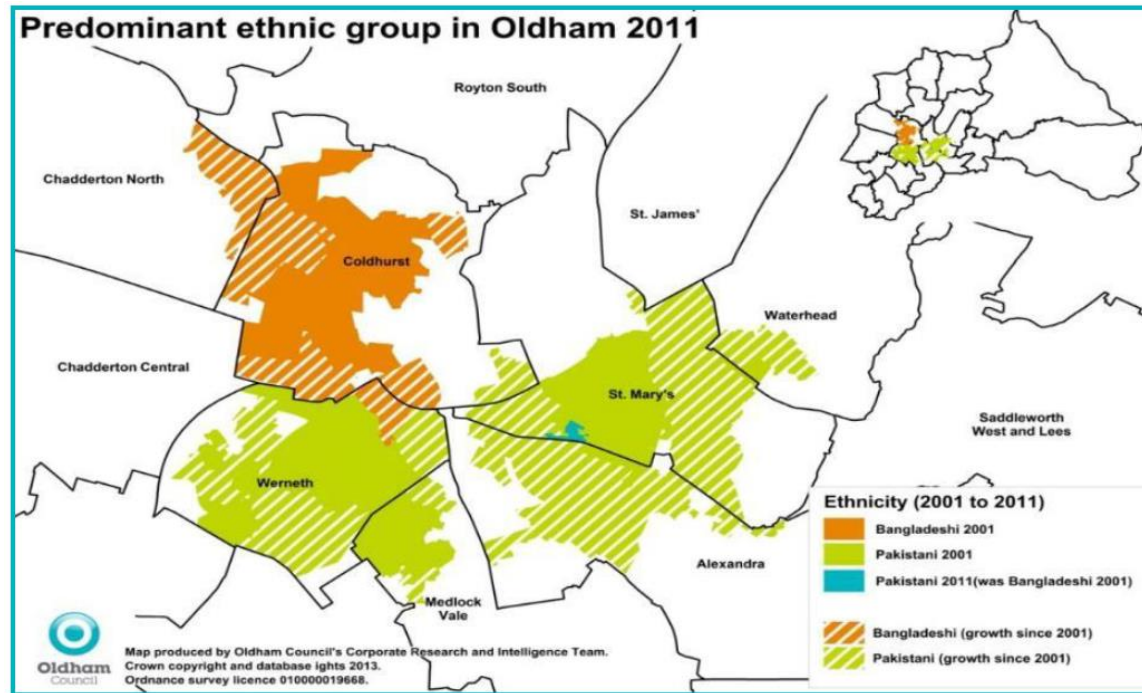 Predominant ethnic group in Oldham 2011
Royton South
Chadderton North
St. James'
Coldhurst
Waterhead
Chadderton Central
St. Mary's
Saddleworth
West and Lees
Werneth
Alexandra
Medlock
Vale
Ethnicity (2001 to 2011)
Bangladeshi 2001
Pakistani 2001
Pakistani 2011(was Bangladeshi 2001)
Bangladeshi (growth since 2001)
Pakistani (growth since 2001)
Oldham
Council
Map produced by Oldham Council's Corporate Research and Intelligence Team.
Crown copyright and database ights 2013.
Ordnance survey licence 010000019668.